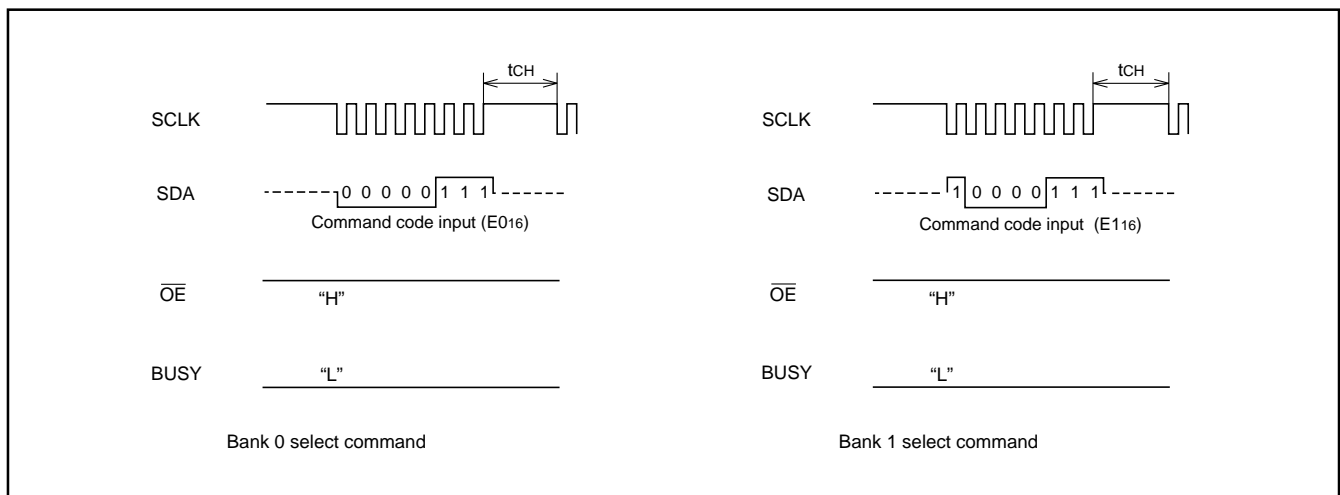 tCH
SCLK
SDA
0 0 0 0 0 1 1 1
Command code input (E016)
OE
“H”
BUSY
“L”
Bank 0 select command
tCH
SCLK
SDA
1 0 0 0 0 1 1 1
Command code input (E116)
OE
“H”
BUSY
“L”
Bank 1 select command